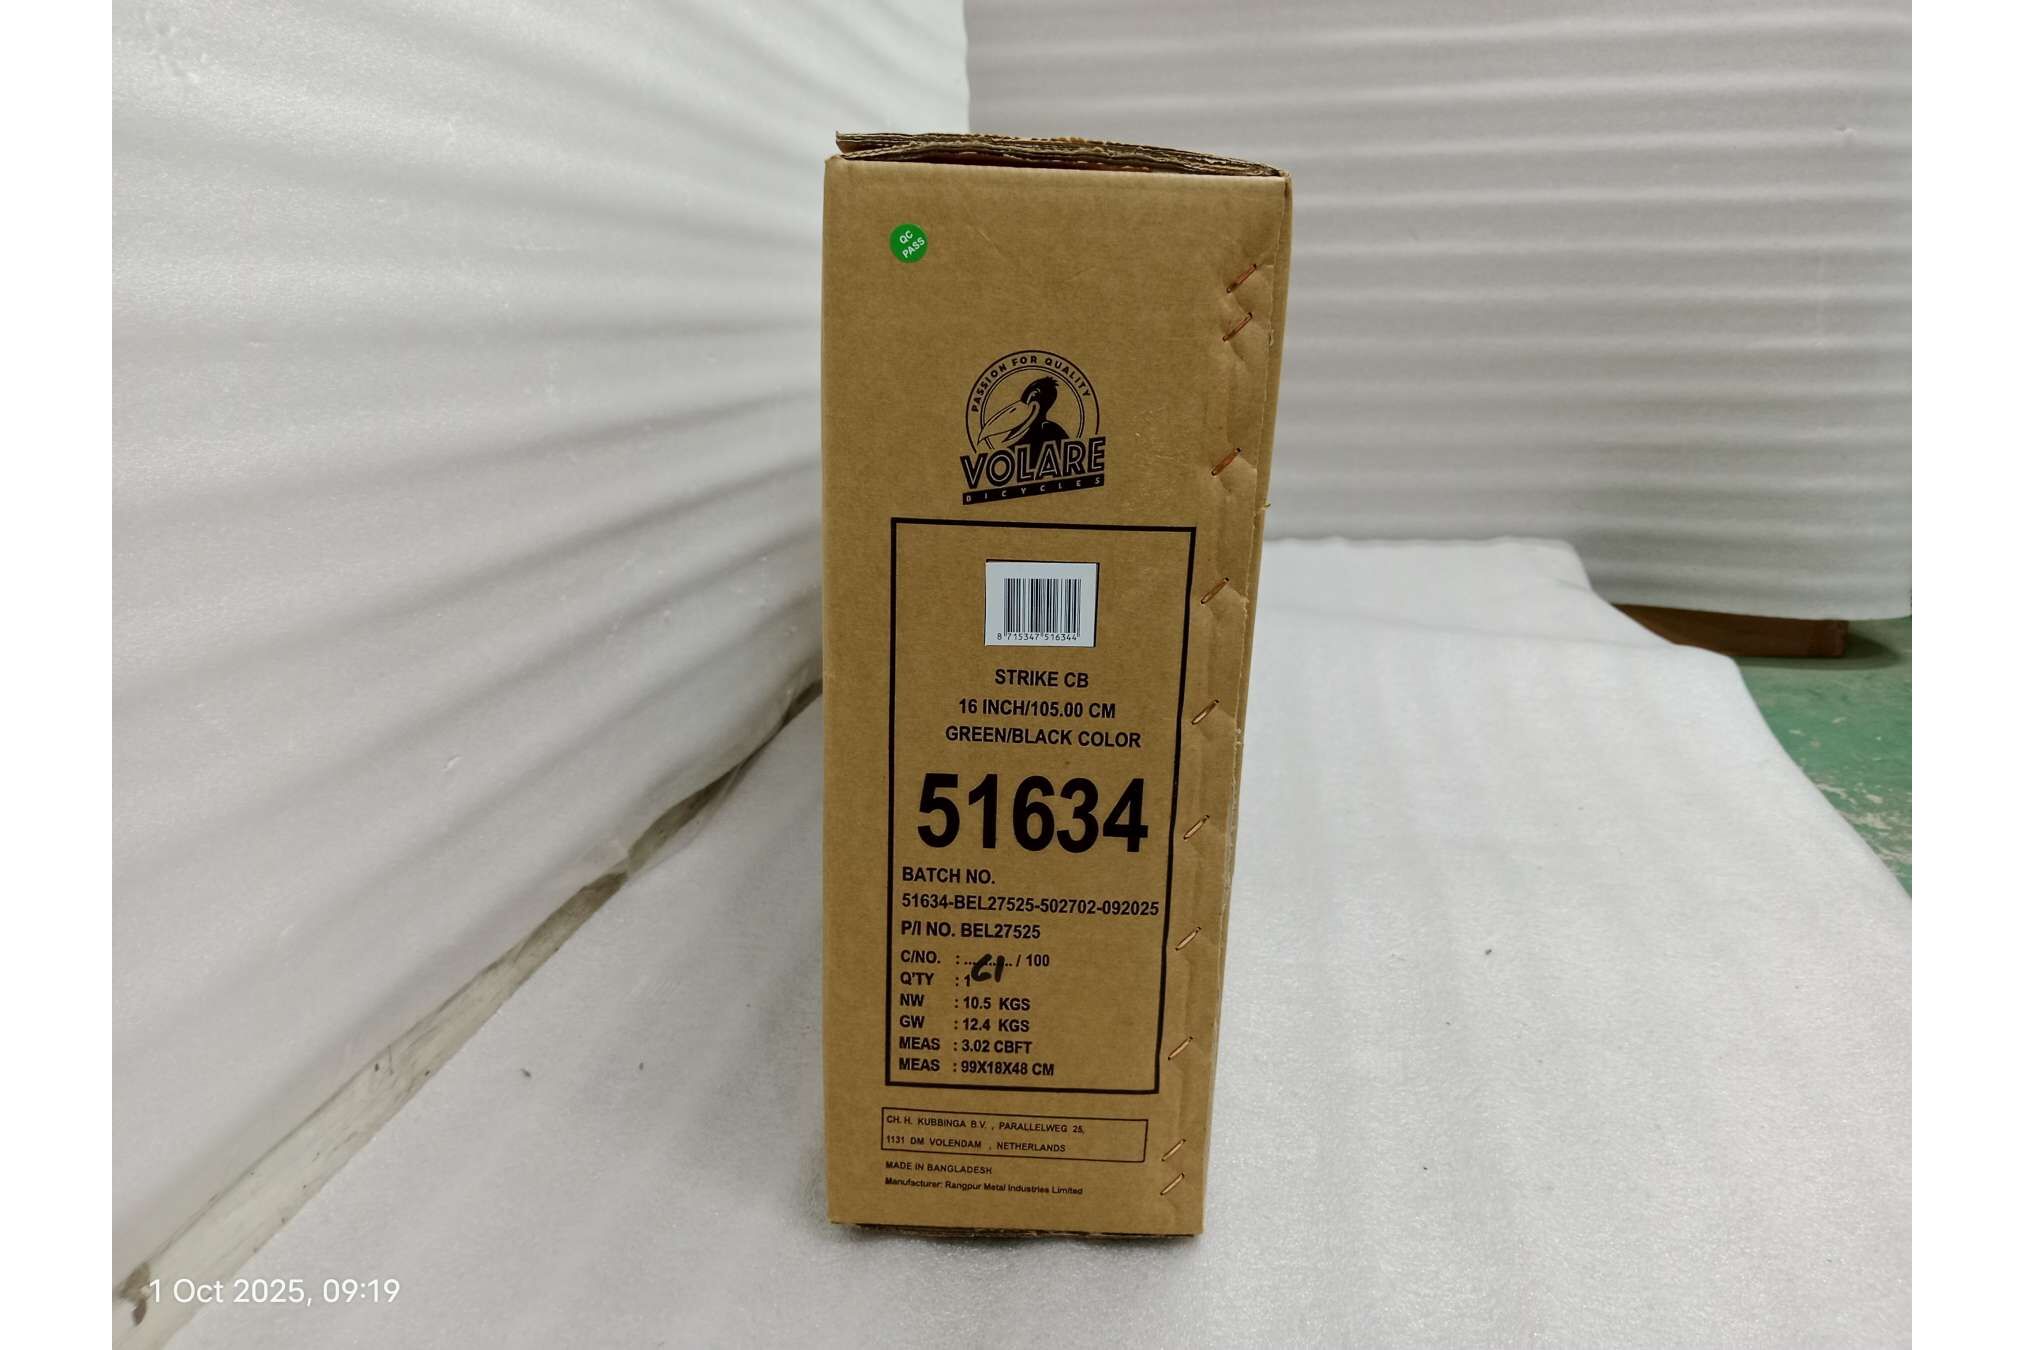 QC
PASS
PASSION FOR QUALITY
VOLARE
BICYCLES
8 715347 516344
STRIKE CB
16 INCH/105.00 CM
GREEN/BLACK COLOR
51634
BATCH NO.
51634-BEL27525-502702-092025
P/I NO. BEL27525
C/NO. : ........... / 100
61
Q'TY : 1
NW : 10.5 KGS
GW : 12.4 KGS
MEAS : 3.02 CBFT
MEAS : 99X18X48 CM
CH. H. KUBBINGA B.V. , PARALLELWEG 25,
1131 DM VOLENDAM , NETHERLANDS
MADE IN BANGLADESH
Manufacturer: Rangpur Metal Industries Limited
1 Oct 2025, 09:19